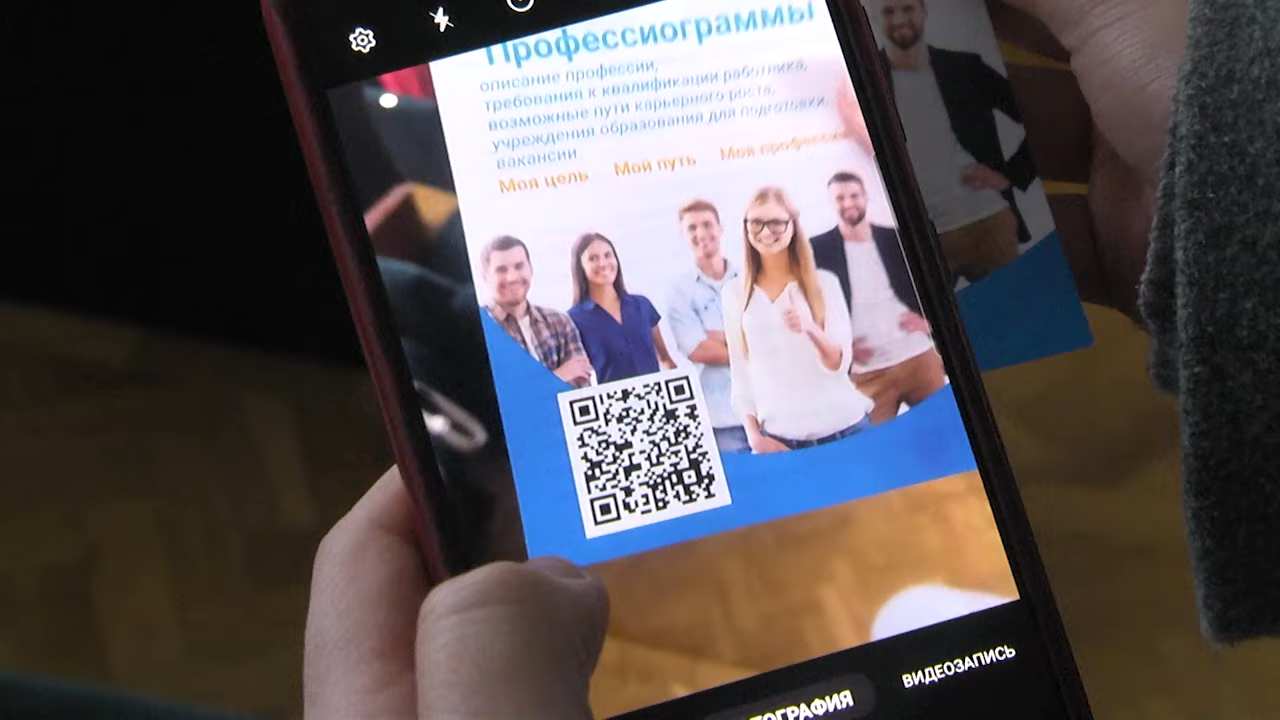 Профессиограммы
описание профессии,
требования к квалификации работника,
возможные пути карьерного роста,
учреждения образования для подготовки,
вакансии
Моя цель Мой путь Моя профессия
ТОГРАФИЯ ВИДЕОЗАПИСЬ